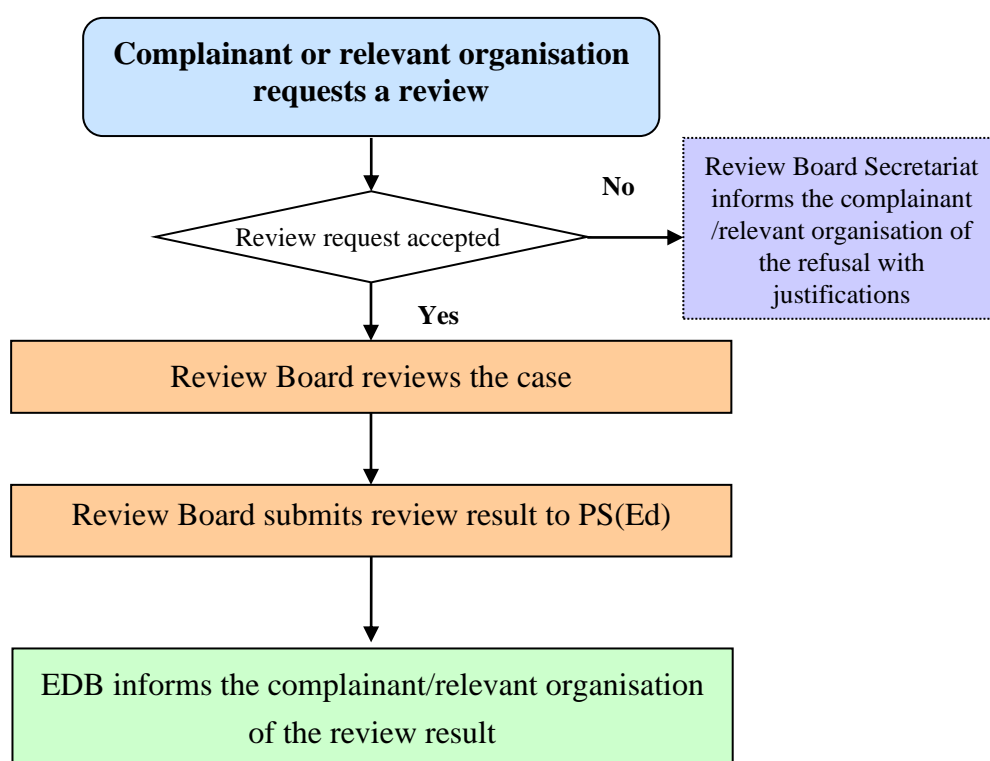 Complainant or relevant organisation
requests a review
Review request accepted
No
Review Board Secretariat
informs the complainant
/relevant organisation of
the refusal with
justifications
Yes
Review Board reviews the case
Review Board submits review result to PS(Ed)
EDB informs the complainant/relevant organisation
of the review result